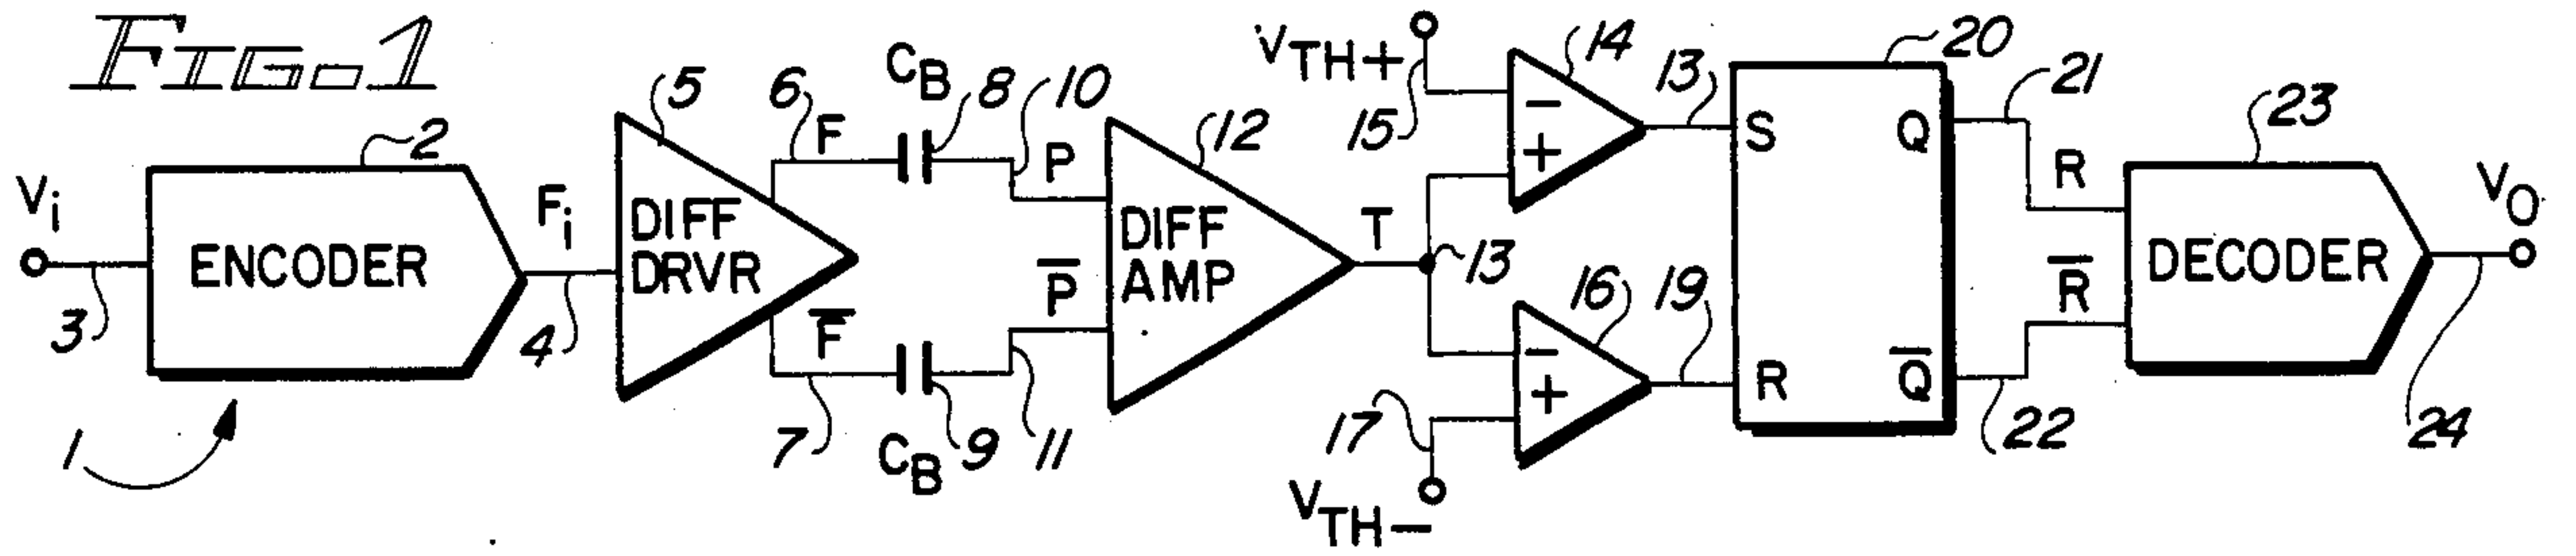 FIG. 1
Vi
3
ENCODER
2
1
Fi
4
DIFF
DRVR
5
6
F
F̅
7
CB
8
CB
9
10
P
P̅
11
DIFF
AMP
12
T
13
VTH+
15
−
+
14
13
VTH−
17
−
+
16
19
20
S
R
Q
Q̅
21
R
R̅
22
DECODER
23
VO
24